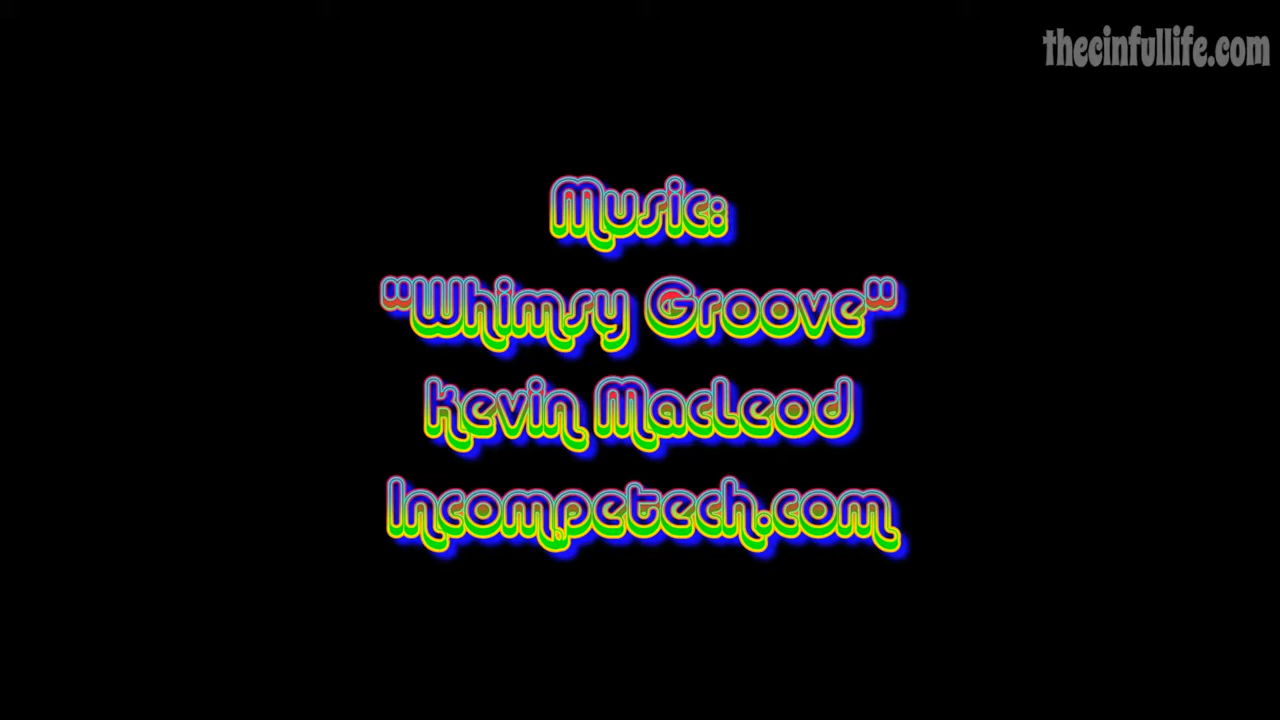 thecinfullife.com
Music:
"Whimsy Groove"
Kevin MacLeod
Incompetech.com